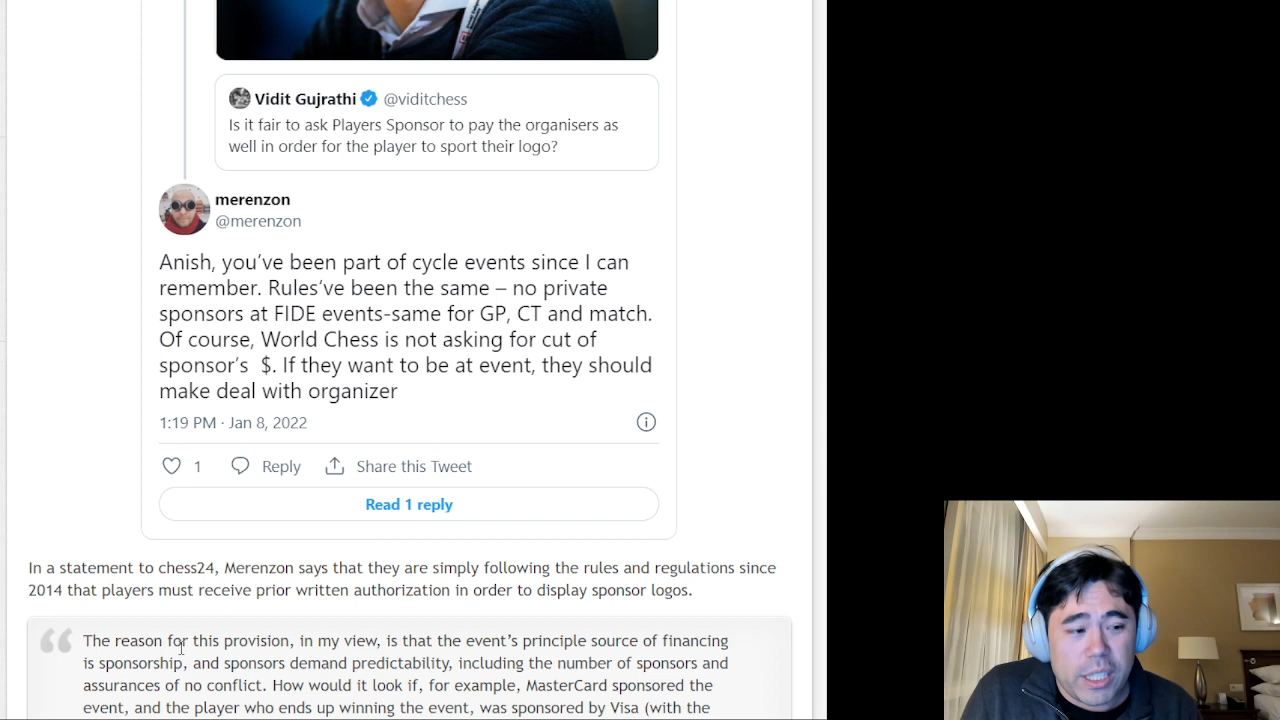 Vidit Gujrathi @viditchess
Is it fair to ask Players Sponsor to pay the organisers as
well in order for the player to sport their logo?
merenzon
@merenzon
Anish, you’ve been part of cycle events since I can
remember. Rules‘ve been the same – no private
sponsors at FIDE events-same for GP, CT and match.
Of course, World Chess is not asking for cut of
sponsor’s  $. If they want to be at event, they should
make deal with organizer
1:19 PM · Jan 8, 2022
1 Reply Share this Tweet
Read 1 reply
In a statement to chess24, Merenzon says that they are simply following the rules and regulations since
2014 that players must receive prior written authorization in order to display sponsor logos.
The reason for this provision, in my view, is that the event’s principle source of financing
is sponsorship, and sponsors demand predictability, including the number of sponsors and
assurances of no conflict. How would it look if, for example, MasterCard sponsored the
event, and the player who ends up winning the event, was sponsored by Visa (with the